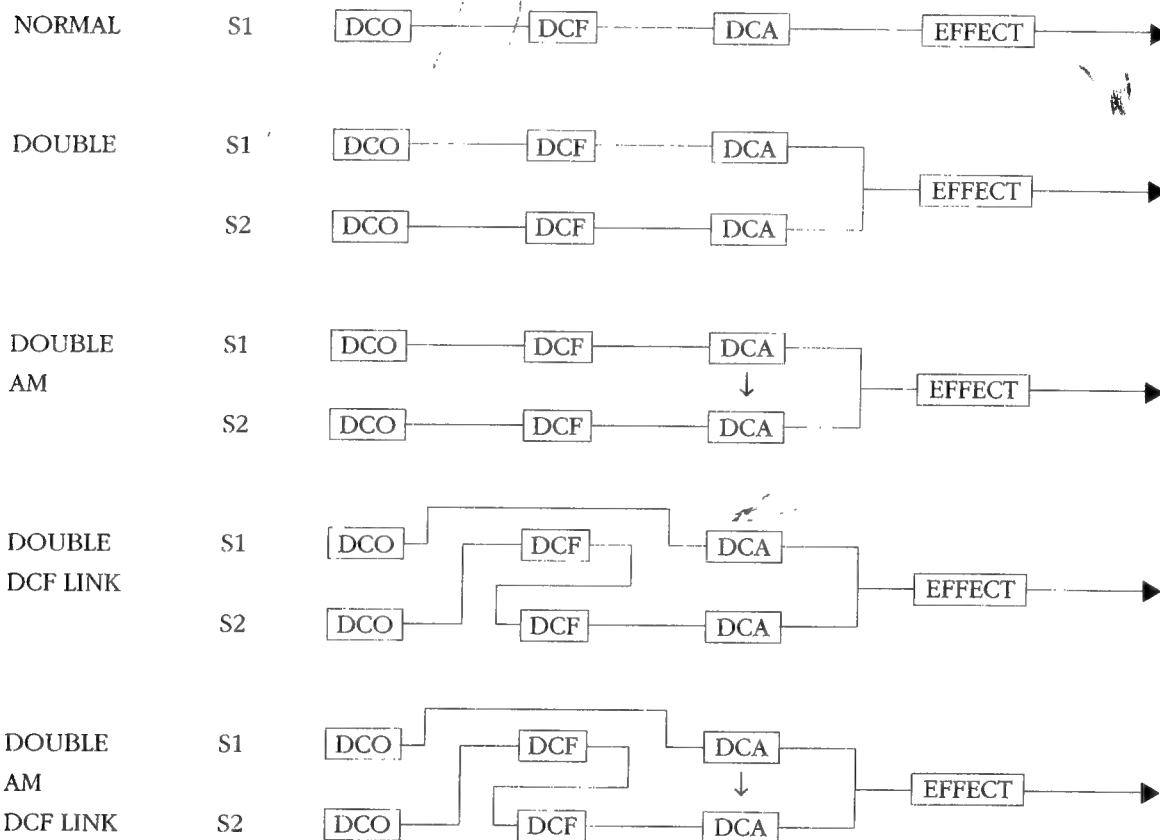 NORMAL S1 DCO DCF DCA EFFECT
DOUBLE S1 DCO DCF DCA
EFFECT
S2 DCO DCF DCA
DOUBLE S1 DCO DCF DCA
AM EFFECT
S2 DCO DCF DCA
DOUBLE S1 DCO DCF DCA
DCF LINK EFFECT
S2 DCO DCF DCA
DOUBLE S1 DCO DCF DCA
AM EFFECT
DCF LINK S2 DCO DCF DCA